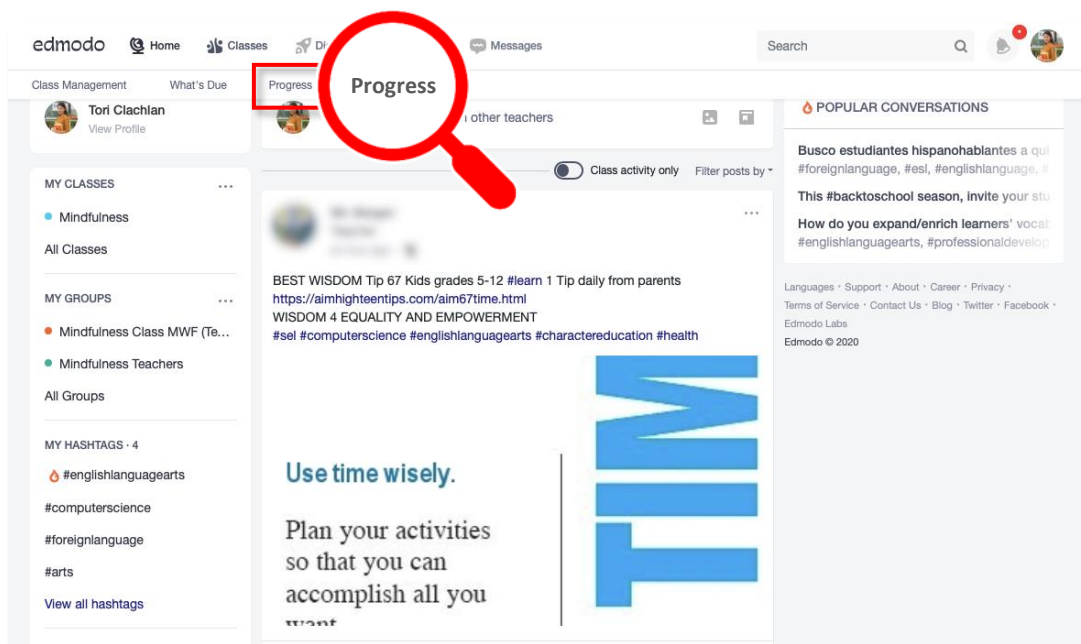 edmodo Home Classes Di Messages Search
Class Management What's Due Progress Progress
Tori Clachlan
View Profile
MY CLASSES
Mindfulness
All Classes
MY GROUPS
Mindfulness Class MWF (Te...
Mindfulness Teachers
All Groups
MY HASHTAGS · 4
#englishlanguagearts
#computerscience
#foreignlanguage
#arts
View all hashtags
other teachers
Class activity only Filter posts by
BEST WISDOM Tip 67 Kids grades 5-12 #learn 1 Tip daily from parents
https://aimhighteentips.com/aim67time.html
WISDOM 4 EQUALITY AND EMPOWERMENT
#sel #computerscience #englishlanguagearts #charactereducation #health
Use time wisely.
Plan your activities
so that you can
accomplish all you
want
TIM
POPULAR CONVERSATIONS
Busco estudiantes hispanohablantes a qui
#foreignlanguage, #esl, #englishlanguage, #
This #backtoschool season, invite your stu
How do you expand/enrich learners' vocab
#englishlanguagearts, #professionaldevelop
Languages · Support · About · Career · Privacy ·
Terms of Service · Contact Us · Blog · Twitter · Facebook ·
Edmodo Labs
Edmodo © 2020